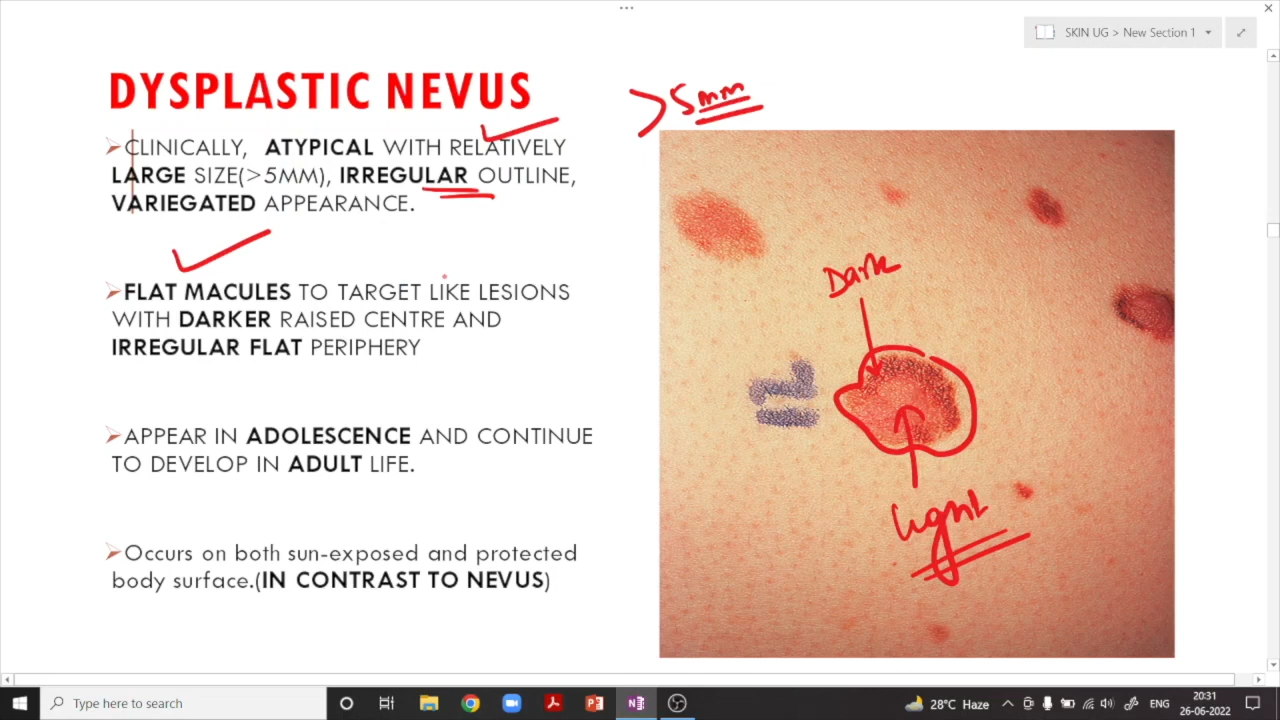 SKIN UG > New Section 1
DYSPLASTIC NEVUS
>5mm
➢CLINICALLY, ATYPICAL WITH RELATIVELY
LARGE SIZE(>5MM), IRREGULAR OUTLINE,
VARIEGATED APPEARANCE.
Dark
➢FLAT MACULES TO TARGET LIKE LESIONS
WITH DARKER RAISED CENTRE AND
IRREGULAR FLAT PERIPHERY
➢APPEAR IN ADOLESCENCE AND CONTINUE
TO DEVELOP IN ADULT LIFE.
Light
➢Occurs on both sun-exposed and protected
body surface.(IN CONTRAST TO NEVUS)
Type here to search
28°C Haze
ENG
20:31
26-06-2022